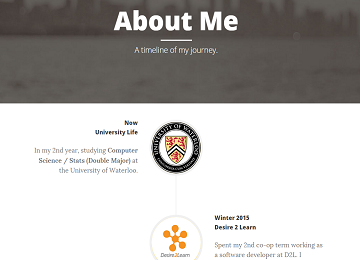 About Me
A timeline of my journey.
Now
University Life
In my 2nd year, studying Computer
Science / Stats (Double Major) at
the University of Waterloo.
UNIVERSITY OF WATERLOO
Winter 2015
Desire 2 Learn
Desire2Learn
Spent my 2nd co-op term working as
a software developer at D2L. I